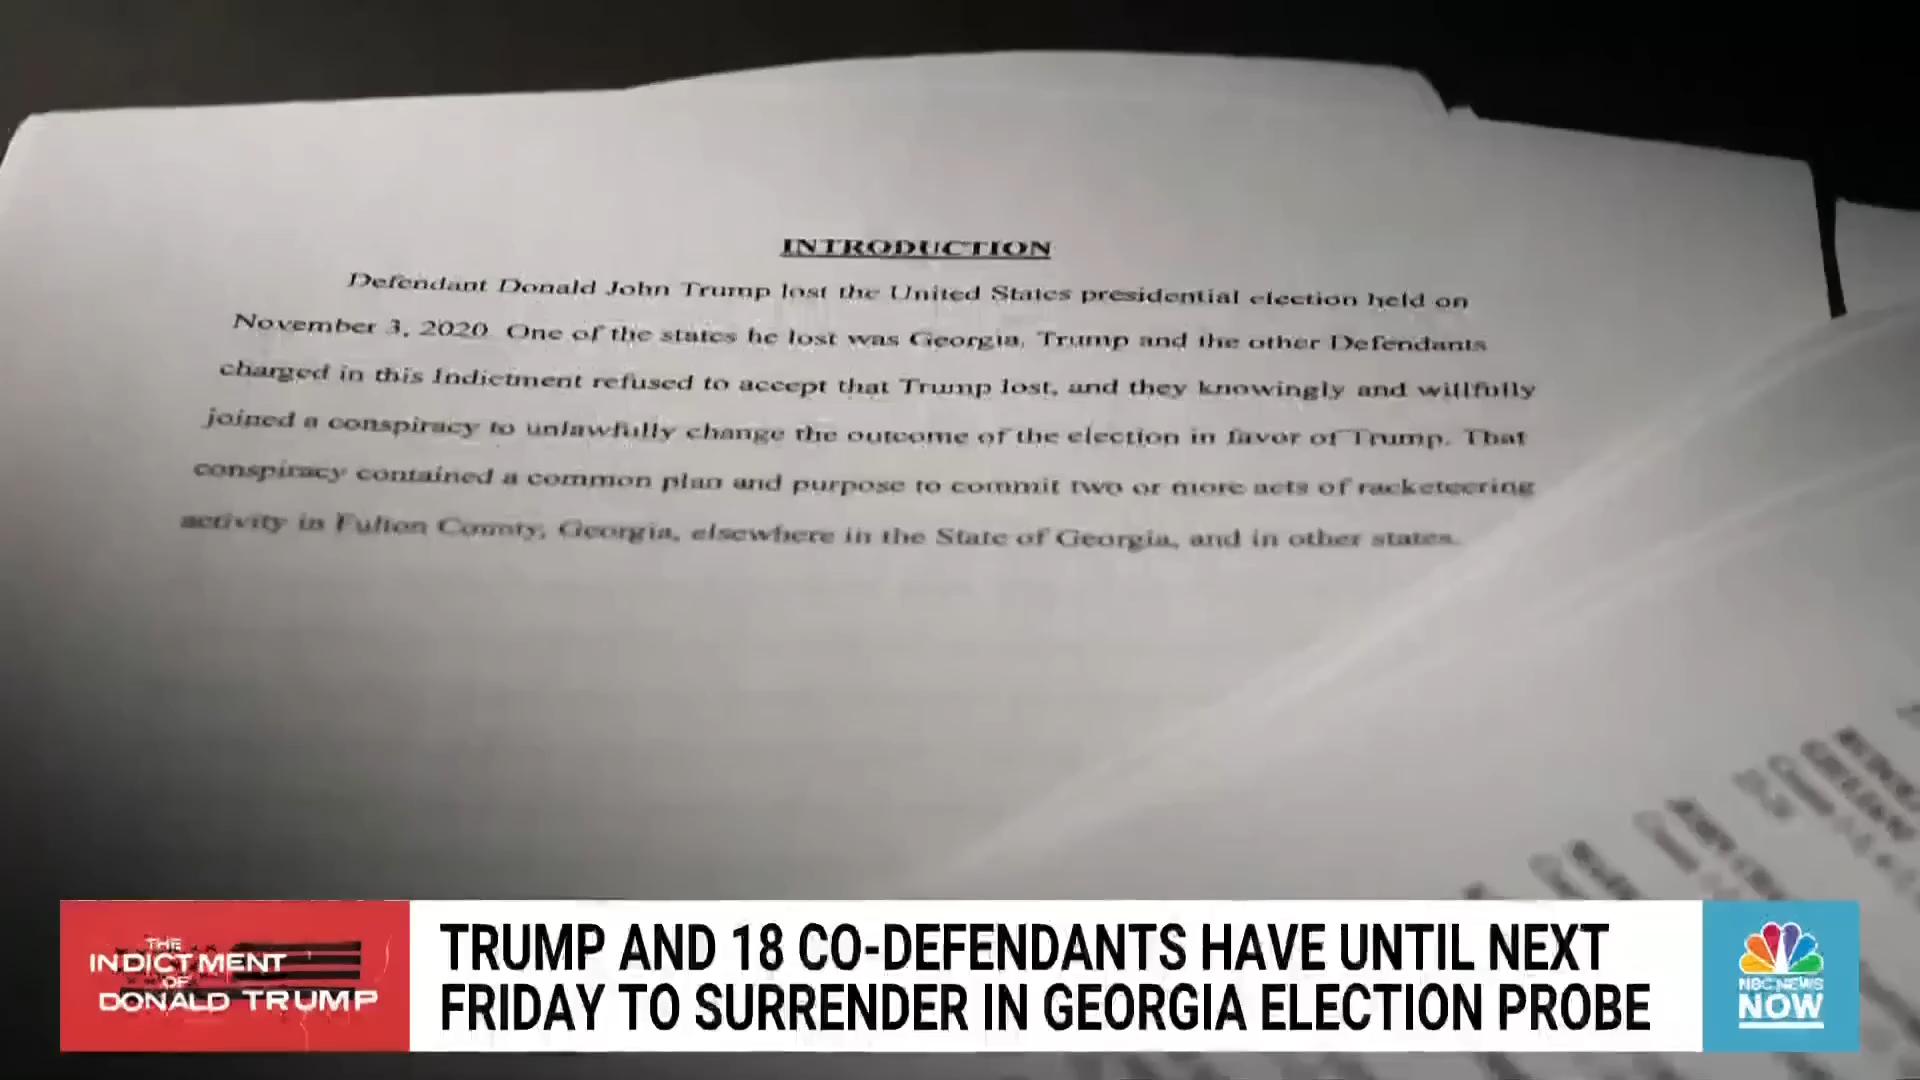 INTRODUCTION
Defendant Donald John Trump lost the United States presidential election held on
November 3, 2020. One of the states he lost was Georgia. Trump and the other Defendants
charged in this Indictment refused to accept that Trump lost, and they knowingly and willfully
joined a conspiracy to unlawfully change the outcome of the election in favor of Trump. That
conspiracy contained a common plan and purpose to commit two or more acts of racketeering
activity in Fulton County, Georgia, elsewhere in the State of Georgia, and in other states.
THE
INDICTMENT
OF
DONALD TRUMP
TRUMP AND 18 CO-DEFENDANTS HAVE UNTIL NEXT
FRIDAY TO SURRENDER IN GEORGIA ELECTION PROBE
NBC NEWS
NOW